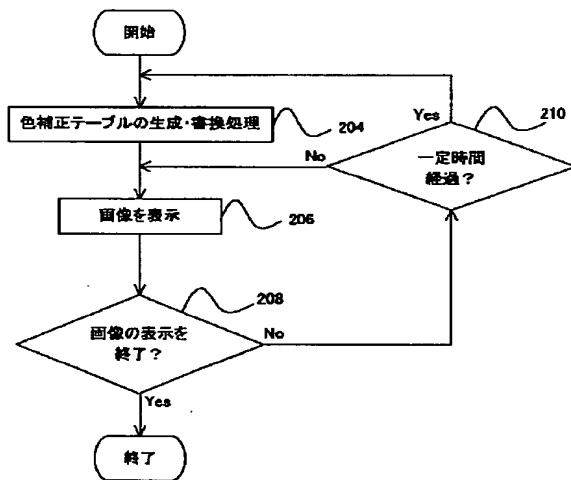 開始
色補正テーブルの生成・書換処理
204
Yes
210
No
一定時間
経過？
画像を表示
206
208
画像の表示を
終了？
No
Yes
終了